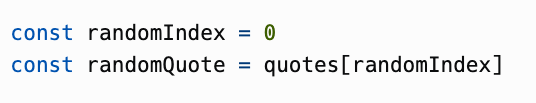 const randomIndex = 0
const randomQuote = quotes[randomIndex]